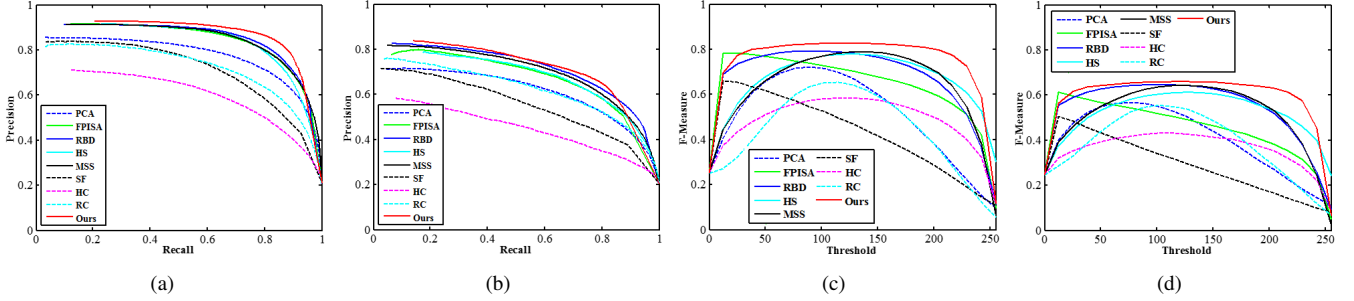 1
0.8
0.6
0.4
0.2
0
Precision
PCA
FPISA
RBD
HS
MSS
SF
HC
RC
Ours
0 0.2 0.4 0.6 0.8 1
Recall
(a)
1
0.8
0.6
0.4
0.2
0
Precision
PCA
FPISA
RBD
HS
MSS
SF
HC
RC
Ours
0 0.2 0.4 0.6 0.8 1
Recall
(b)
1
0.8
0.6
0.4
0.2
0
F-Measure
PCA SF
FPISA HC
RBD RC
HS Ours
MSS
0 50 100 150 200 250
Threshold
(c)
1
0.8
0.6
0.4
0.2
0
F-Measure
PCA MSS Ours
FPISA SF
RBD HC
HS RC
0 50 100 150 200 250
Threshold
(d)